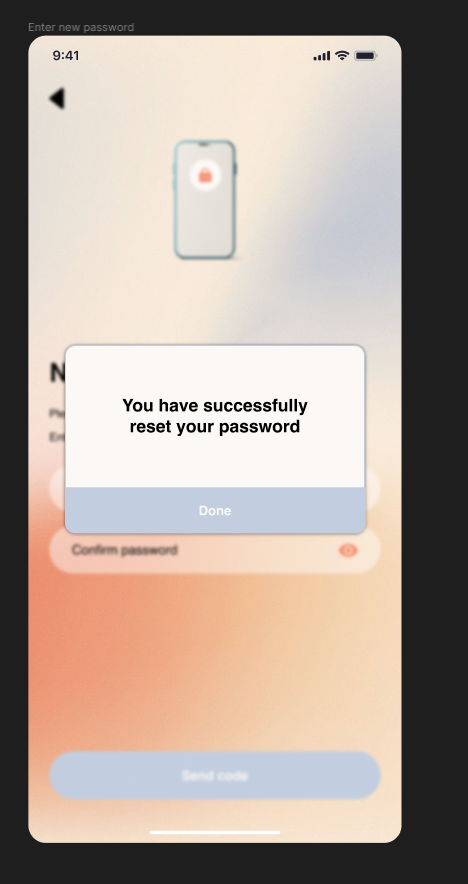 Enter new password
9:41
N
Ple
En
You have successfully
reset your password
Done
Confirm password
Send code